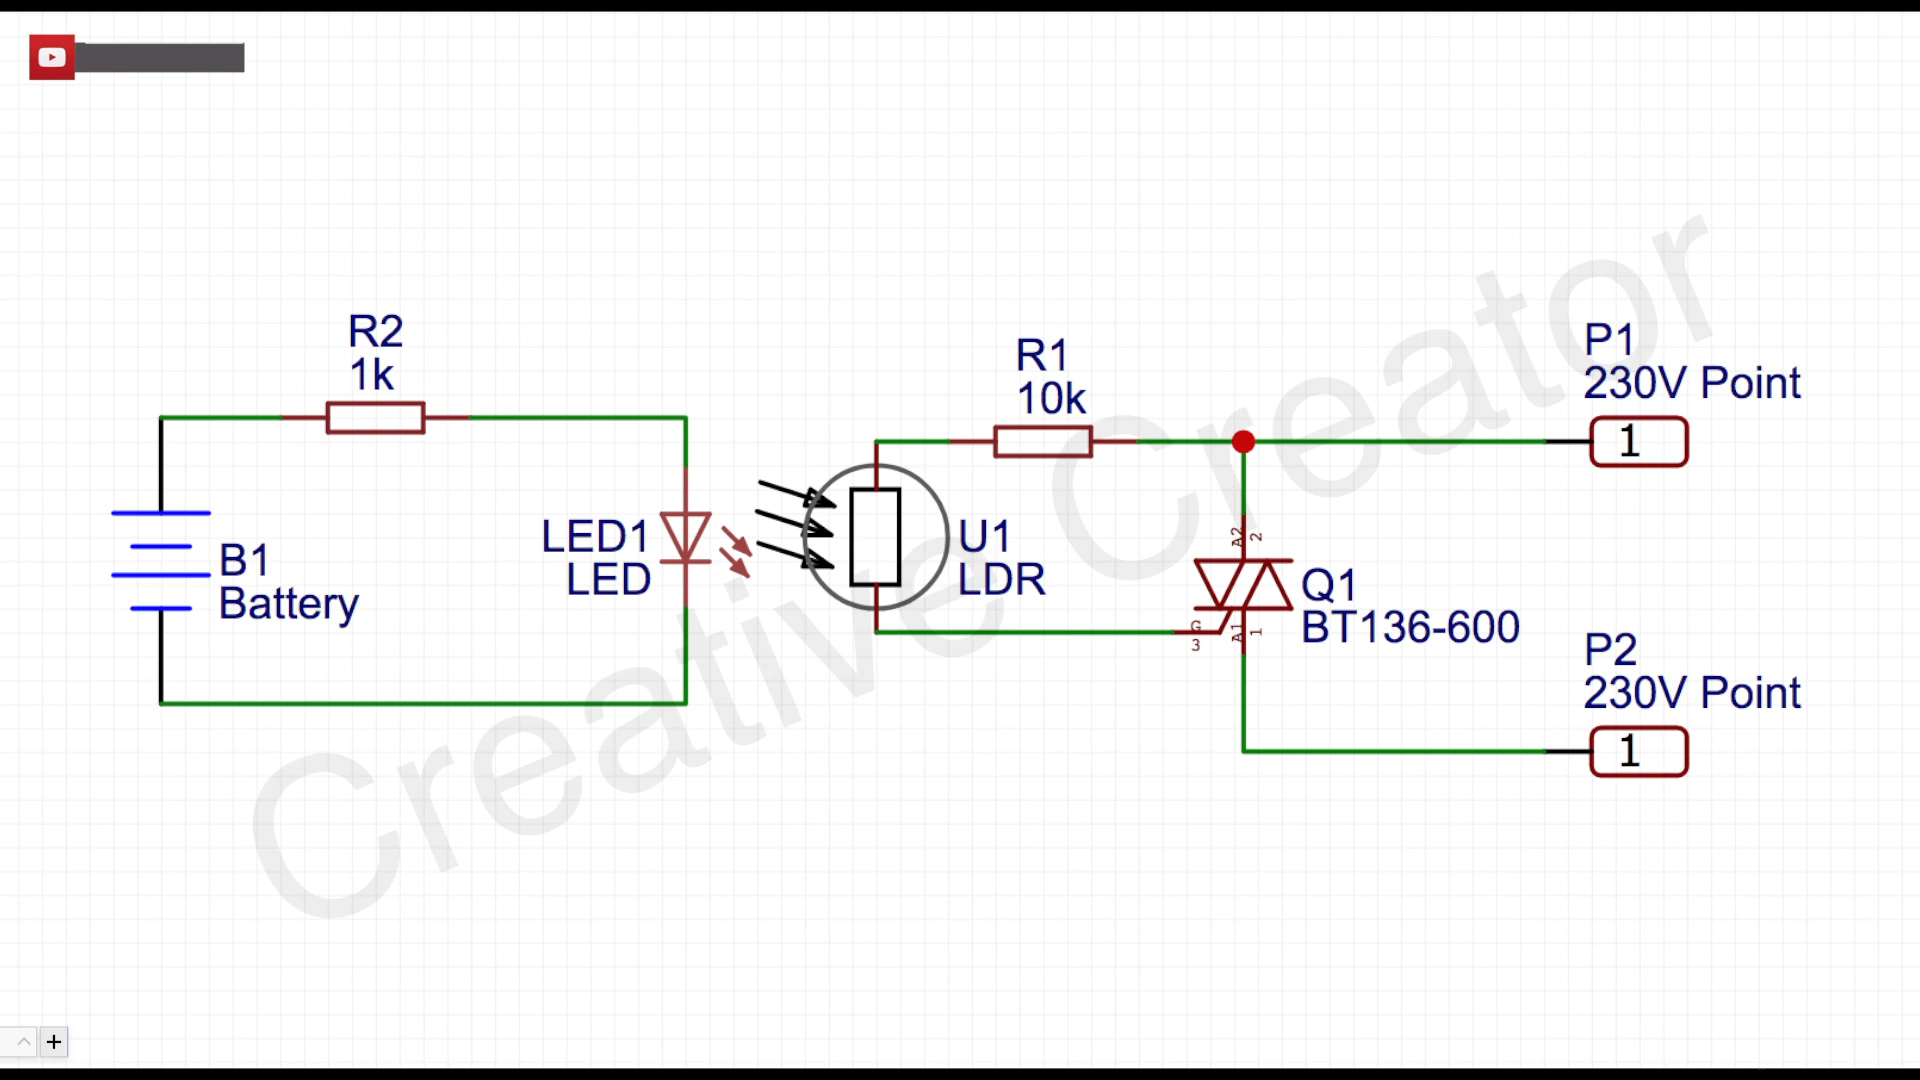 R2
1k
R1
10k
P1
230V Point
1
B1
Battery
LED1
LED
U1
LDR
A2
2
Q1
BT136-600
G
3
A1
1
P2
230V Point
1
Creative Creator